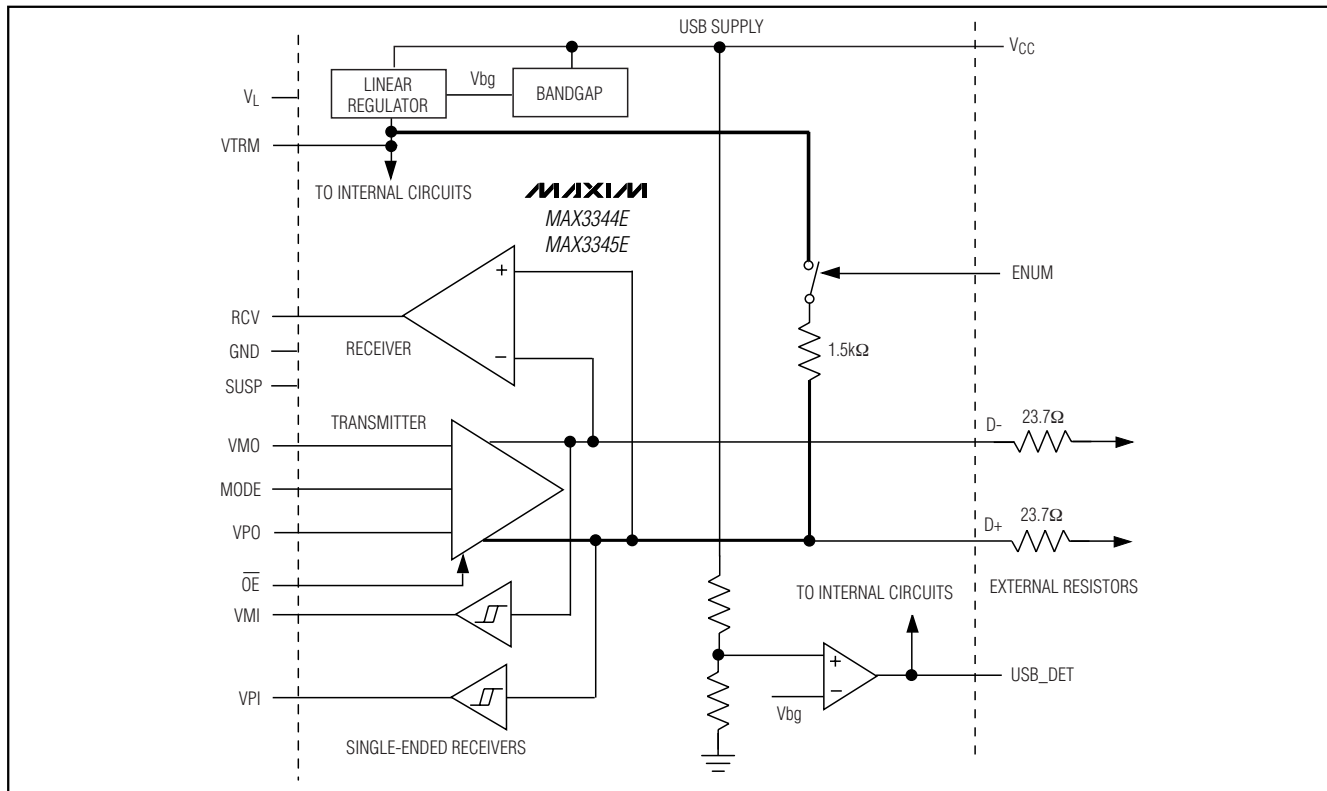 USB SUPPLY
VCC
LINEAR
REGULATOR
Vbg
BANDGAP
VL
VTRM
TO INTERNAL CIRCUITS
MAXIM
MAX3344E
MAX3345E
ENUM
+
−
RCV
RECEIVER
1.5kΩ
GND
SUSP
TRANSMITTER
D-
23.7Ω
VMO
MODE
VPO
D+
23.7Ω
OE
TO INTERNAL CIRCUITS
EXTERNAL RESISTORS
VMI
+
−
USB_DET
VPI
Vbg
SINGLE-ENDED RECEIVERS